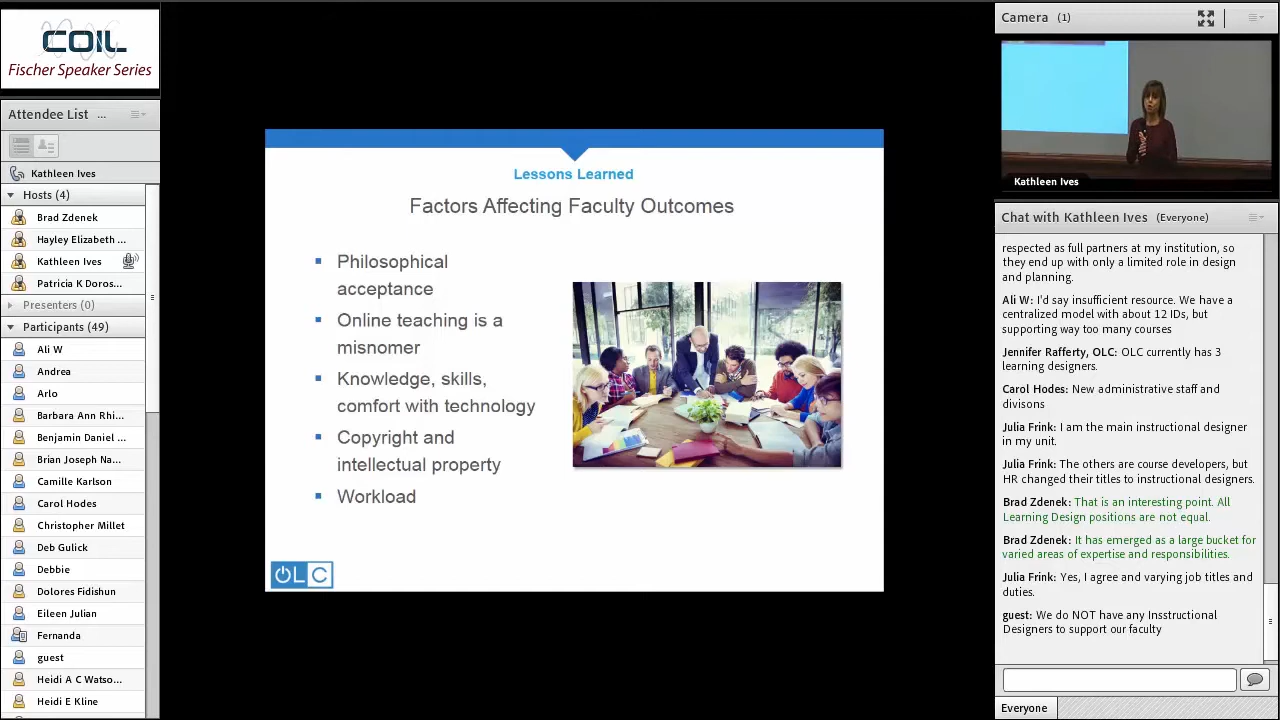 COIL
Fischer Speaker Series
Attendee List ...
Kathleen Ives
Hosts (4)
Brad Zdenek
Hayley Elizabeth ...
Kathleen Ives
Patricia K Doros...
Presenters (0)
Participants (49)
Ali W
Andrea
Arlo
Barbara Ann Rhi...
Benjamin Daniel ...
Brian Joseph Na...
Camille Karlson
Carol Hodes
Christopher Millet
Deb Gulick
Debbie
Dolores Fidishun
Eileen Julian
Fernanda
guest
Heidi A C Watso...
Heidi E Kline
Lessons Learned
Factors Affecting Faculty Outcomes
Philosophical
acceptance
Online teaching is a
misnomer
Knowledge, skills,
comfort with technology
Copyright and
intellectual property
Workload
OLC
Camera (1)
Kathleen Ives
Chat with Kathleen Ives (Everyone)
respected as full partners at my institution, so
they end up with only a limited role in design
and planning.
Ali W: I'd say insufficient resource. We have a
centralized model with about 12 IDs, but
supporting way too many courses
Jennifer Rafferty, OLC: OLC currently has 3
learning designers.
Carol Hodes: New administrative staff and
divisons
Julia Frink: I am the main instructional designer
in my unit.
Julia Frink: The others are course developers, but
HR changed their titles to instructional designers.
Brad Zdenek: That is an interesting point. All
Learning Design positions are not equal.
Brad Zdenek: It has emerged as a large bucket for
varied areas of expertise and responsibilities.
Julia Frink: Yes, I agree and varying job titles and
duties.
guest: We do NOT have any Insstructional
Designers to support our faculty
Everyone